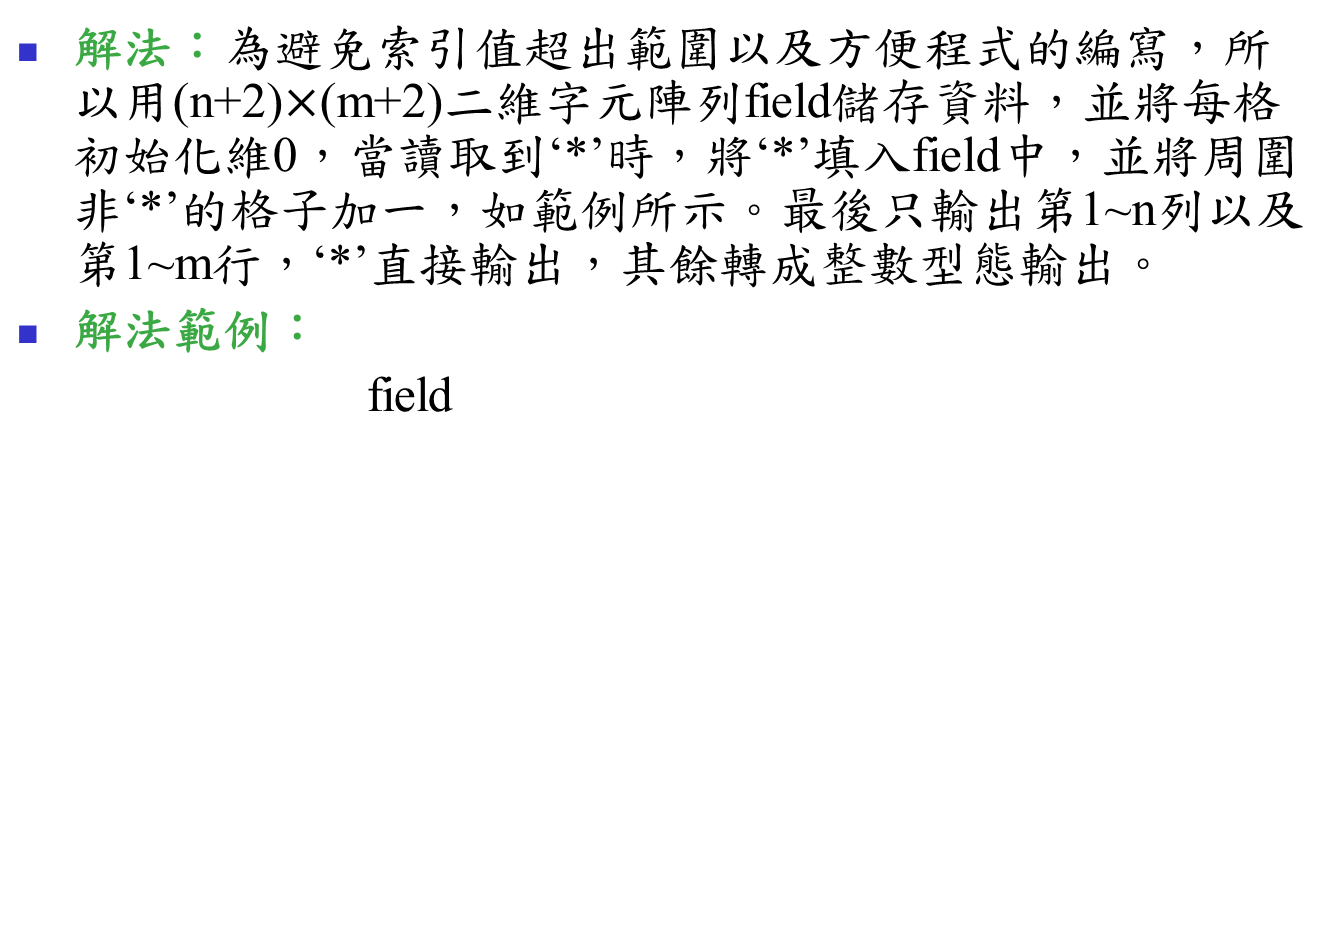 解法：為避免索引值超出範圍以及方便程式的編寫，所
以用(n+2)×(m+2)二維字元陣列field儲存資料，並將每格
初始化維0，當讀取到‘*’時，將‘*’填入field中，並將周圍
非‘*’的格子加一，如範例所示。最後只輸出第1~n列以及
第1~m行，‘*’直接輸出，其餘轉成整數型態輸出。
解法範例：
field